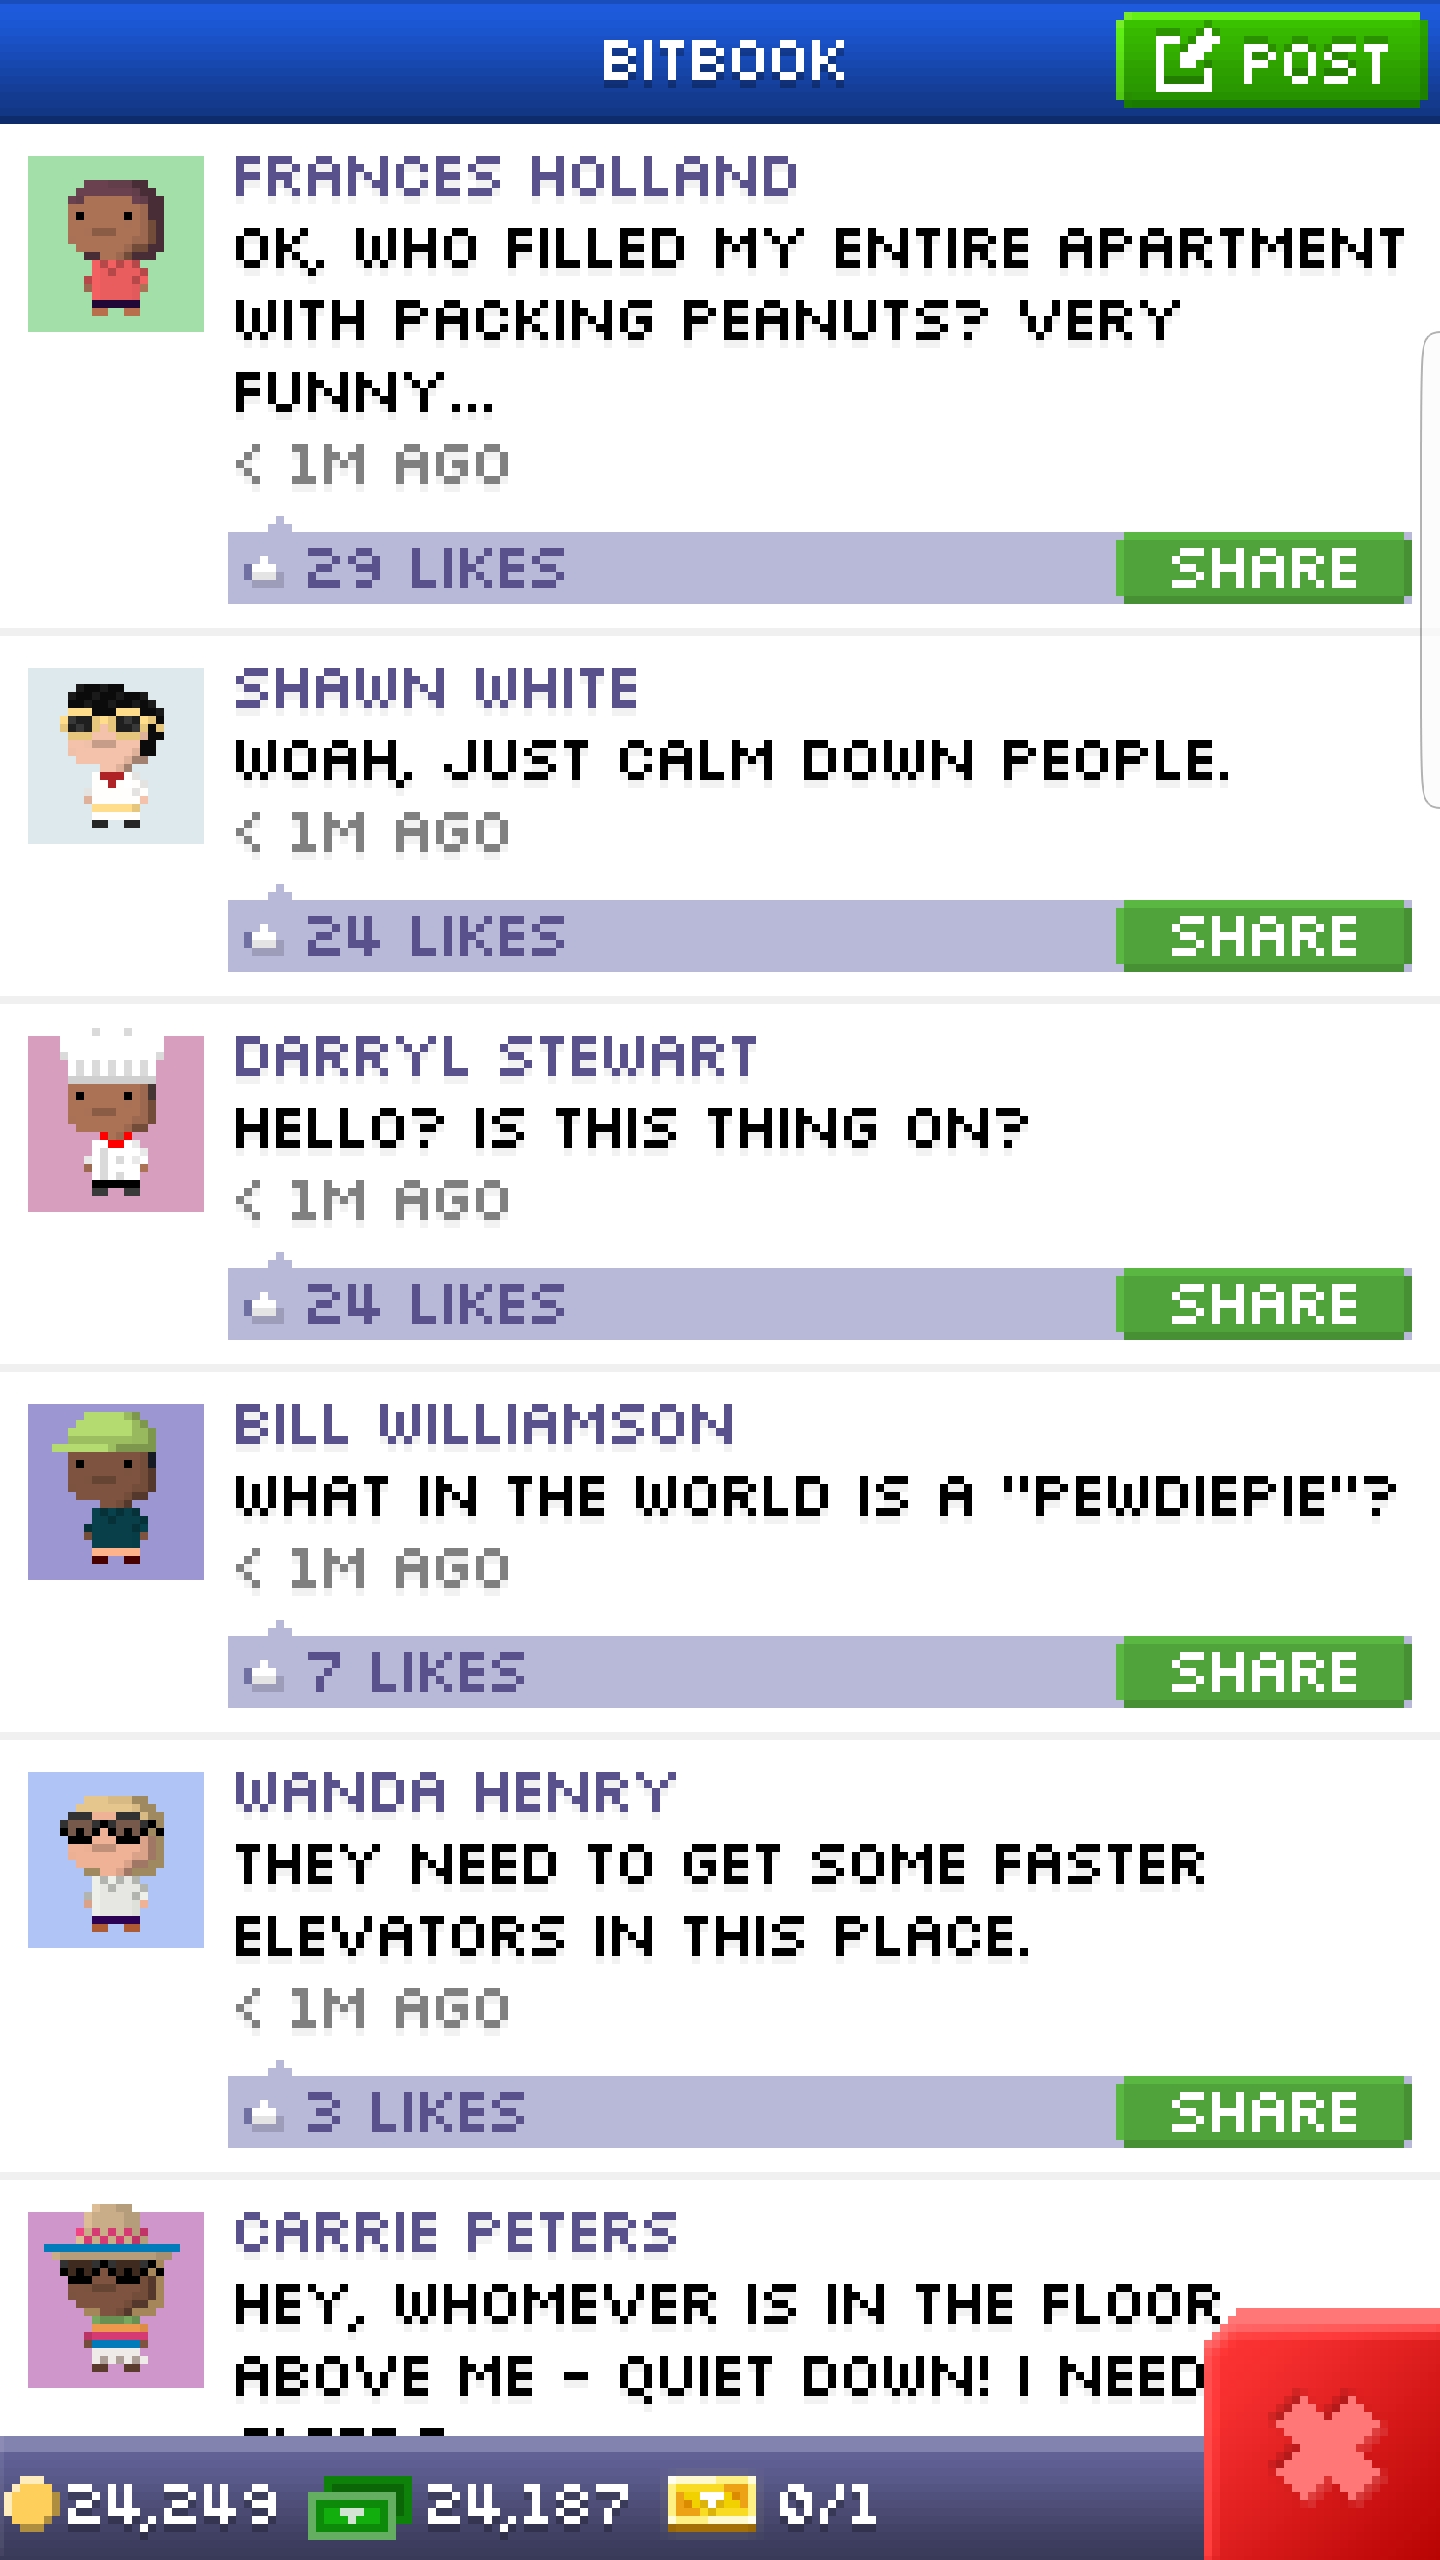 BITBOOK
POST
FRANCES HOLLAND
OK, WHO FILLED MY ENTIRE APARTMENT
WITH PACKING PEANUTS? VERY
FUNNY...
< 1M AGO
29 LIKES
SHARE
SHAWN WHITE
WOAH, JUST CALM DOWN PEOPLE.
< 1M AGO
24 LIKES
SHARE
DARRYL STEWART
HELLO? IS THIS THING ON?
< 1M AGO
24 LIKES
SHARE
BILL WILLIAMSON
WHAT IN THE WORLD IS A "PEWDIEPIE"?
< 1M AGO
7 LIKES
SHARE
WANDA HENRY
THEY NEED TO GET SOME FASTER
ELEVATORS IN THIS PLACE.
< 1M AGO
3 LIKES
SHARE
CARRIE PETERS
HEY, WHOMEVER IS IN THE FLOOR
ABOVE ME - QUIET DOWN! I NEED
24,249
24,187
0/1